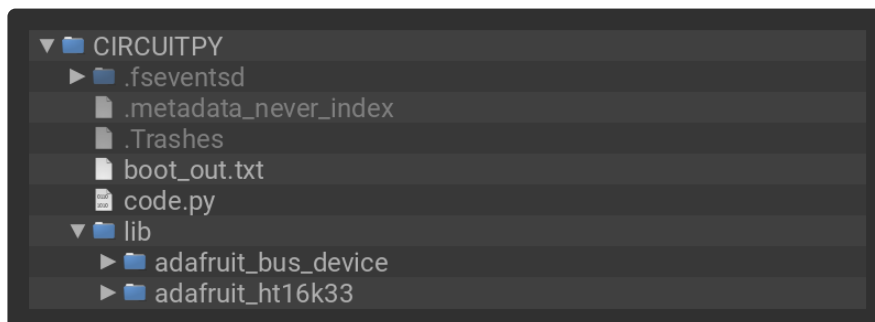 CIRCUITPY
.fseventsd
.metadata_never_index
.Trashes
boot_out.txt
code.py
lib
adafruit_bus_device
adafruit_ht16k33